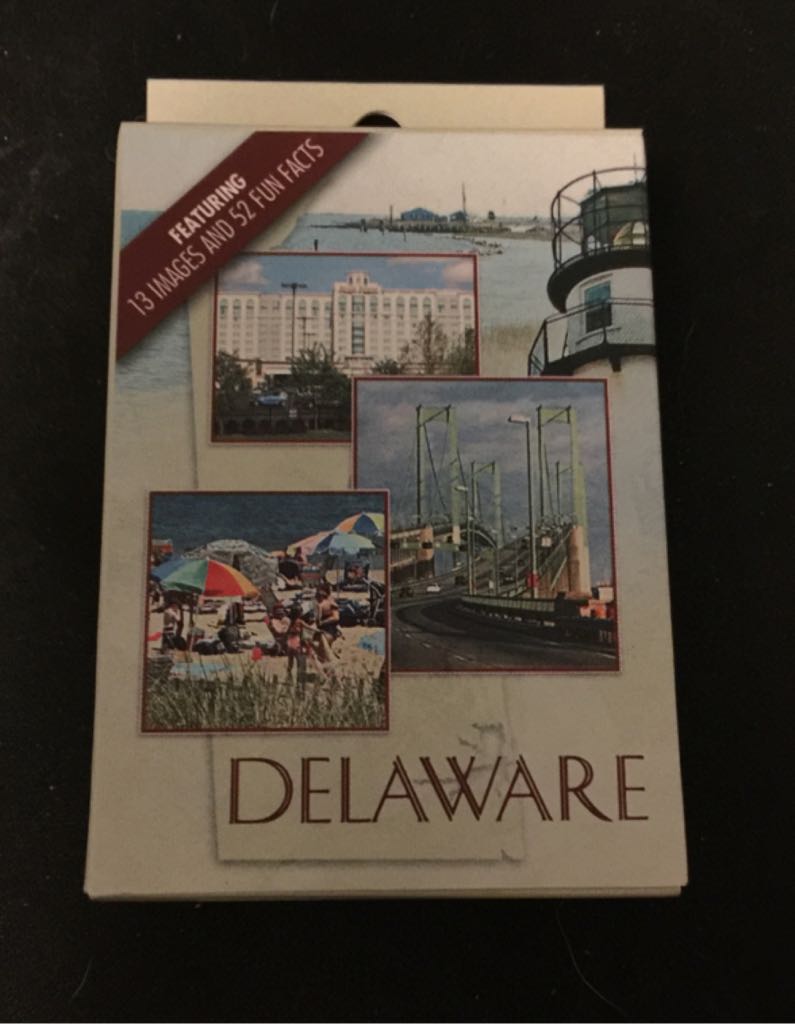 FEATURING
13 IMAGES AND 52 FUN FACTS
DELAWARE